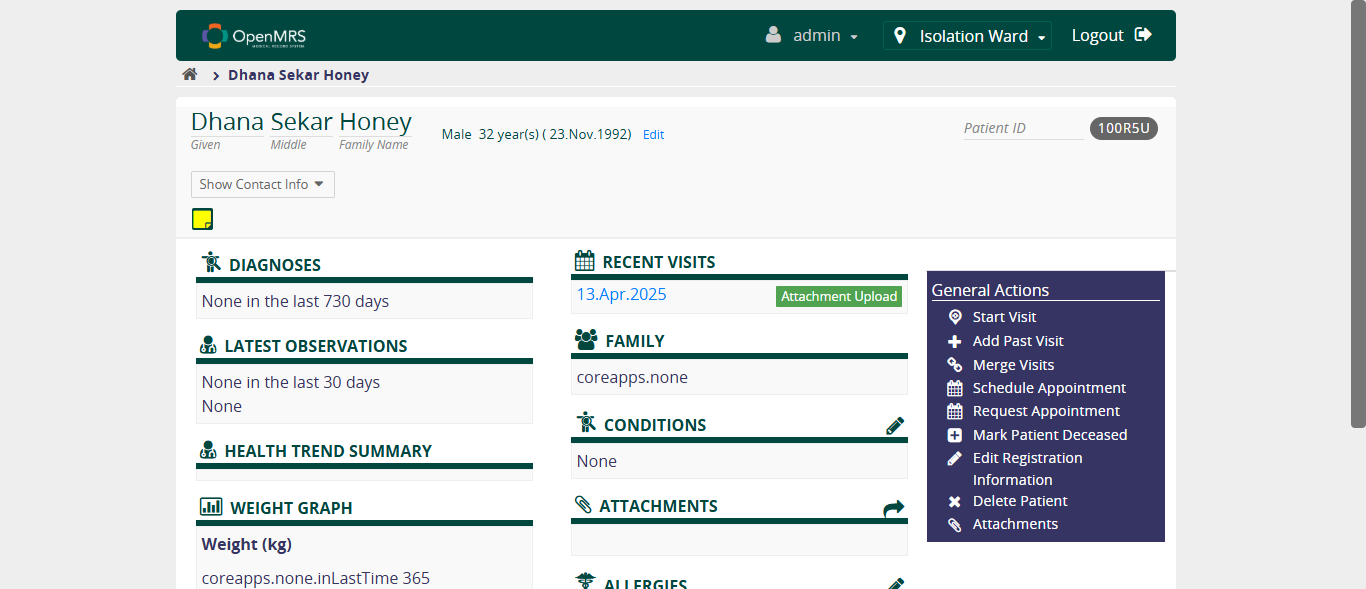 OpenMRS
MEDICAL RECORD SYSTEM
admin
Isolation Ward
Logout
Dhana Sekar Honey
Dhana Sekar Honey
Given Middle Family Name
Male 32 year(s) ( 23.Nov.1992) Edit
Patient ID 100R5U
Show Contact Info
DIAGNOSES
None in the last 730 days
LATEST OBSERVATIONS
None in the last 30 days
None
HEALTH TREND SUMMARY
WEIGHT GRAPH
Weight (kg)
coreapps.none.inLastTime 365
RECENT VISITS
13.Apr.2025 Attachment Upload
FAMILY
coreapps.none
CONDITIONS
None
ATTACHMENTS
ALLERGIES
General Actions
Start Visit
Add Past Visit
Merge Visits
Schedule Appointment
Request Appointment
Mark Patient Deceased
Edit Registration
Information
Delete Patient
Attachments